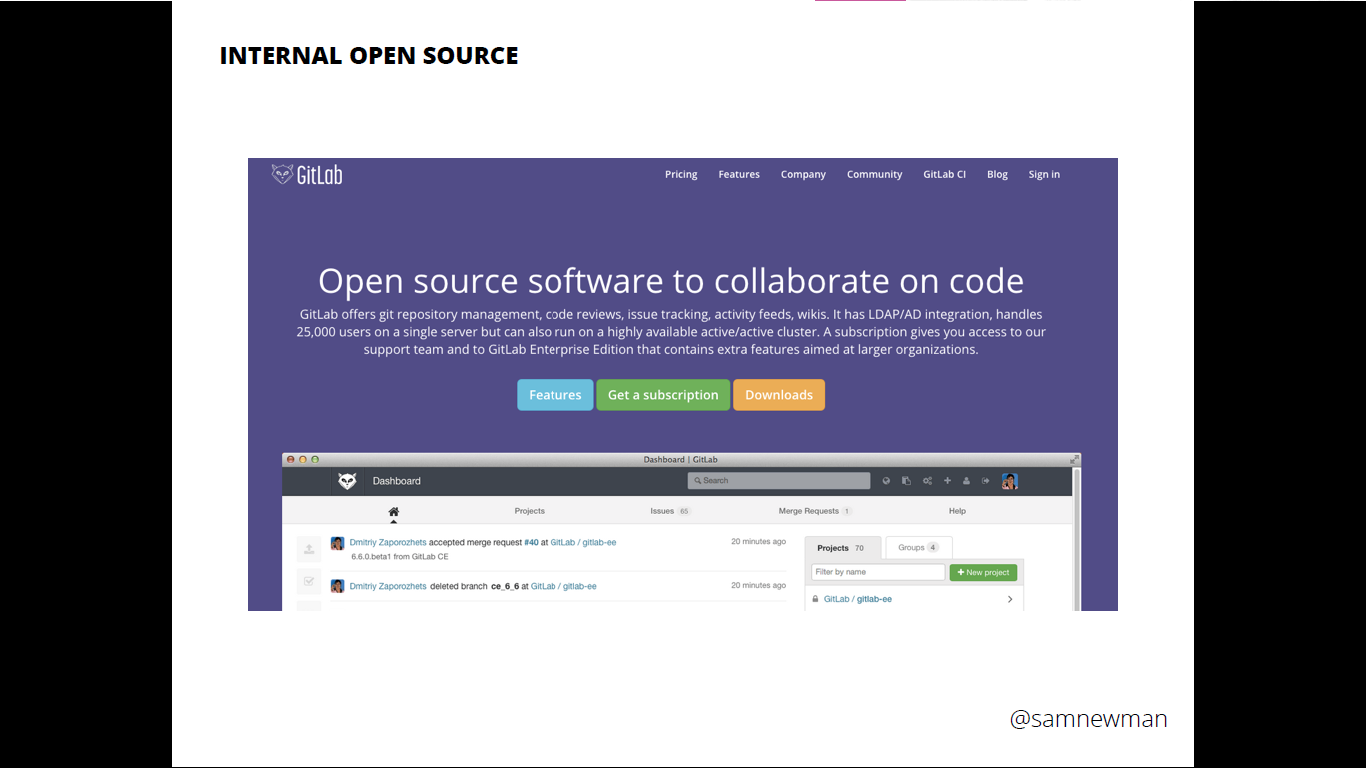 INTERNAL OPEN SOURCE
GitLab
Pricing Features Company Community GitLab CI Blog Sign in
Open source software to collaborate on code
GitLab offers git repository management, code reviews, issue tracking, activity feeds, wikis. It has LDAP/AD integration, handles
25,000 users on a single server but can also run on a highly available active/active cluster. A subscription gives you access to our
support team and to GitLab Enterprise Edition that contains extra features aimed at larger organizations.
Features Get a subscription Downloads
Dashboard | GitLab
Dashboard Search
Projects Issues 65 Merge Requests 1 Help
Dmitriy Zaporozhets accepted merge request #40 at GitLab / gitlab-ee 20 minutes ago
6.6.0.beta1 from GitLab CE
Dmitriy Zaporozhets deleted branch ce_6_6 at GitLab / gitlab-ee 20 minutes ago
Projects 70 Groups 4
Filter by name + New project
GitLab / gitlab-ee
@samnewman